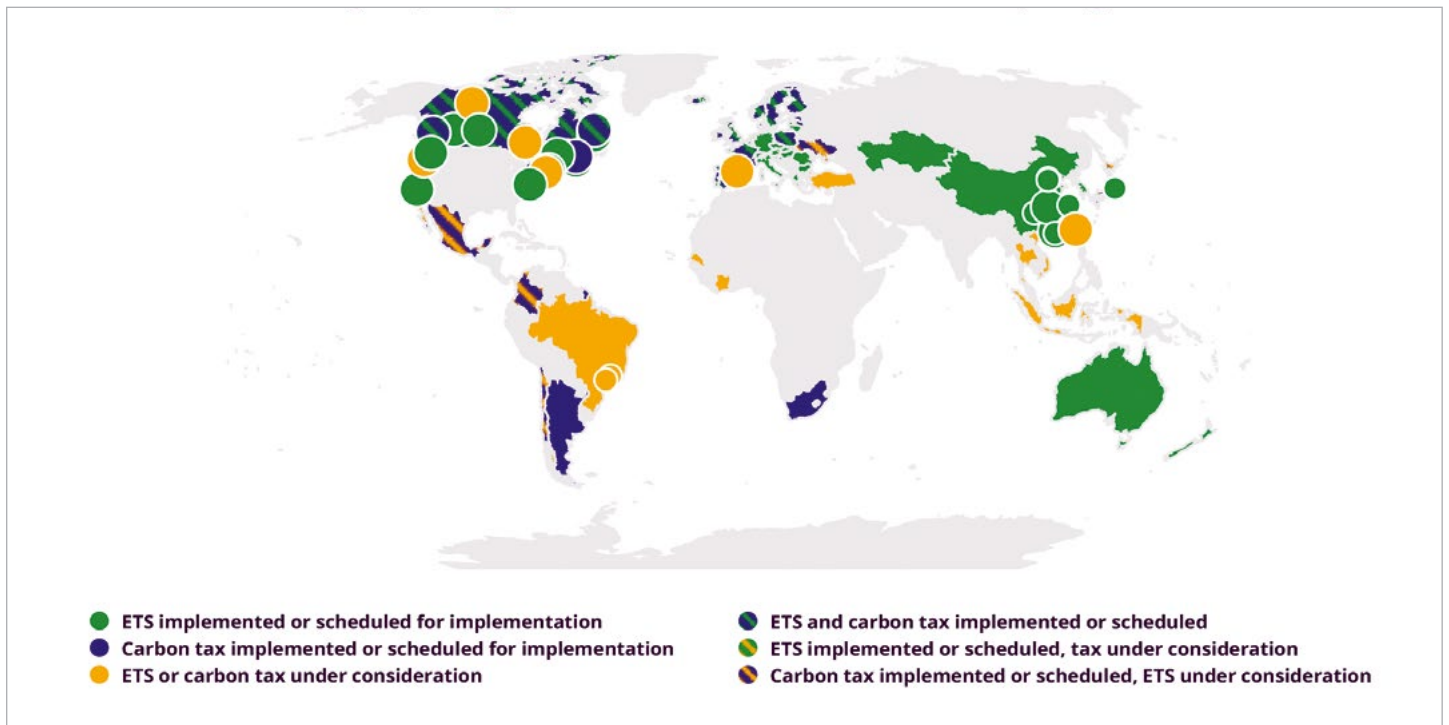 ETS implemented or scheduled for implementation
Carbon tax implemented or scheduled for implementation
ETS or carbon tax under consideration
ETS and carbon tax implemented or scheduled
ETS implemented or scheduled, tax under consideration
Carbon tax implemented or scheduled, ETS under consideration